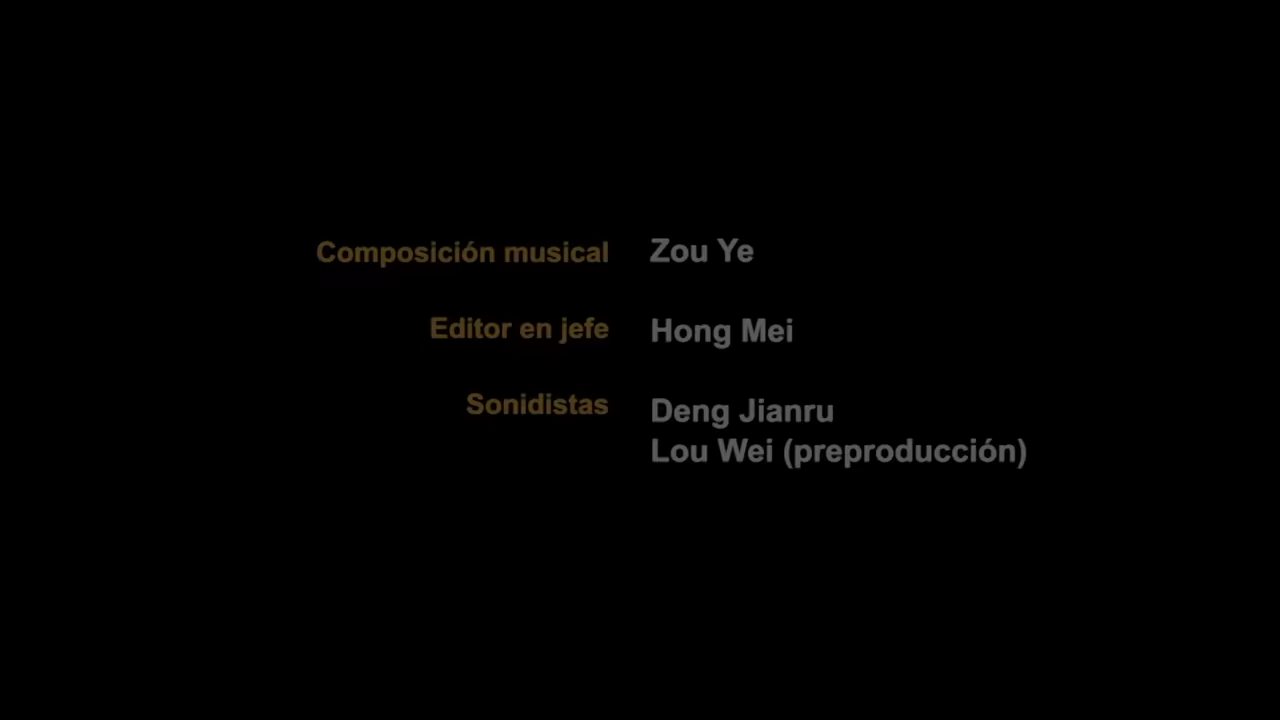 Composición musical Zou Ye
Editor en jefe Hong Mei
Sonidistas Deng Jianru
Lou Wei (preproducción)